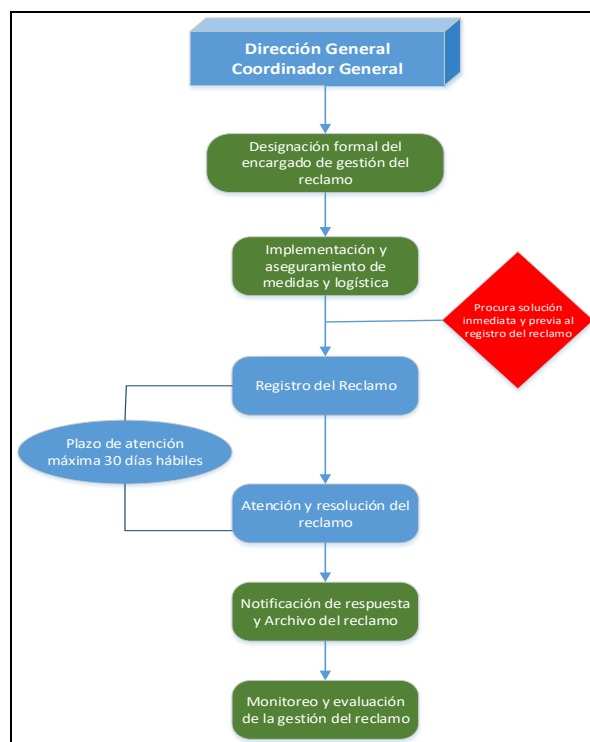 Dirección General
Coordinador General
Designación formal del
encargado de gestión del
reclamo
Implementación y
aseguramiento de
medidas y logística
Procura solución
inmediata y previa al
registro del reclamo
Registro del Reclamo
Plazo de atención
máxima 30 días hábiles
Atención y resolución del
reclamo
Notificación de respuesta
y Archivo del reclamo
Monitoreo y evaluación
de la gestión del reclamo